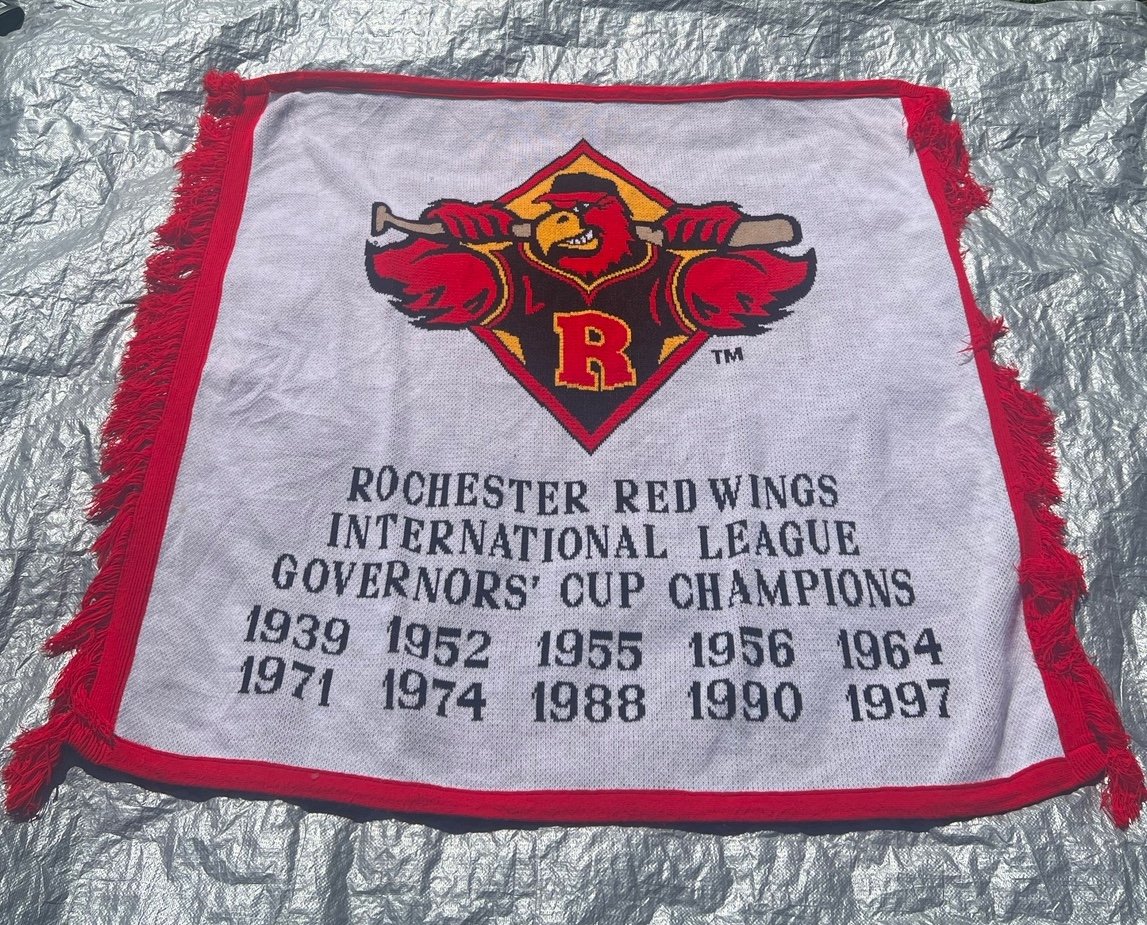 R
TM
ROCHESTER RED WINGS
INTERNATIONAL LEAGUE
GOVERNORS' CUP CHAMPIONS
1939 1952 1955 1956 1964
1971 1974 1988 1990 1997